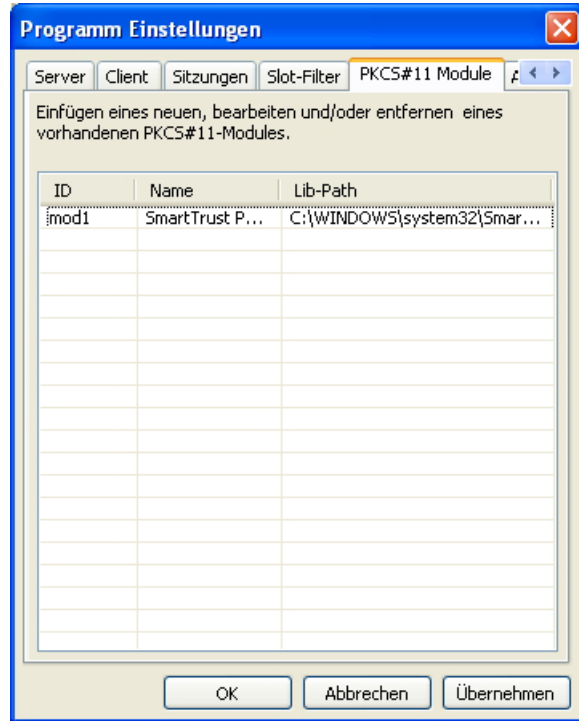 Programm Einstellungen
Server Client Sitzungen Slot-Filter PKCS#11 Module
Einfügen eines neuen, bearbeiten und/oder entfernen eines
vorhandenen PKCS#11-Modules.
ID Name Lib-Path
mod1 SmartTrust P... C:\WINDOWS\system32\Smar...
OK Abbrechen Übernehmen